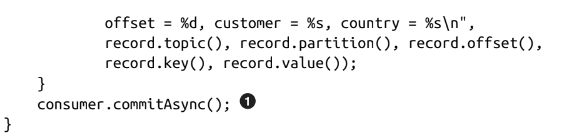 offset = %d, customer = %s, country = %s\n",
record.topic(), record.partition(), record.offset(),
record.key(), record.value());
}
consumer.commitAsync(); ❶
}